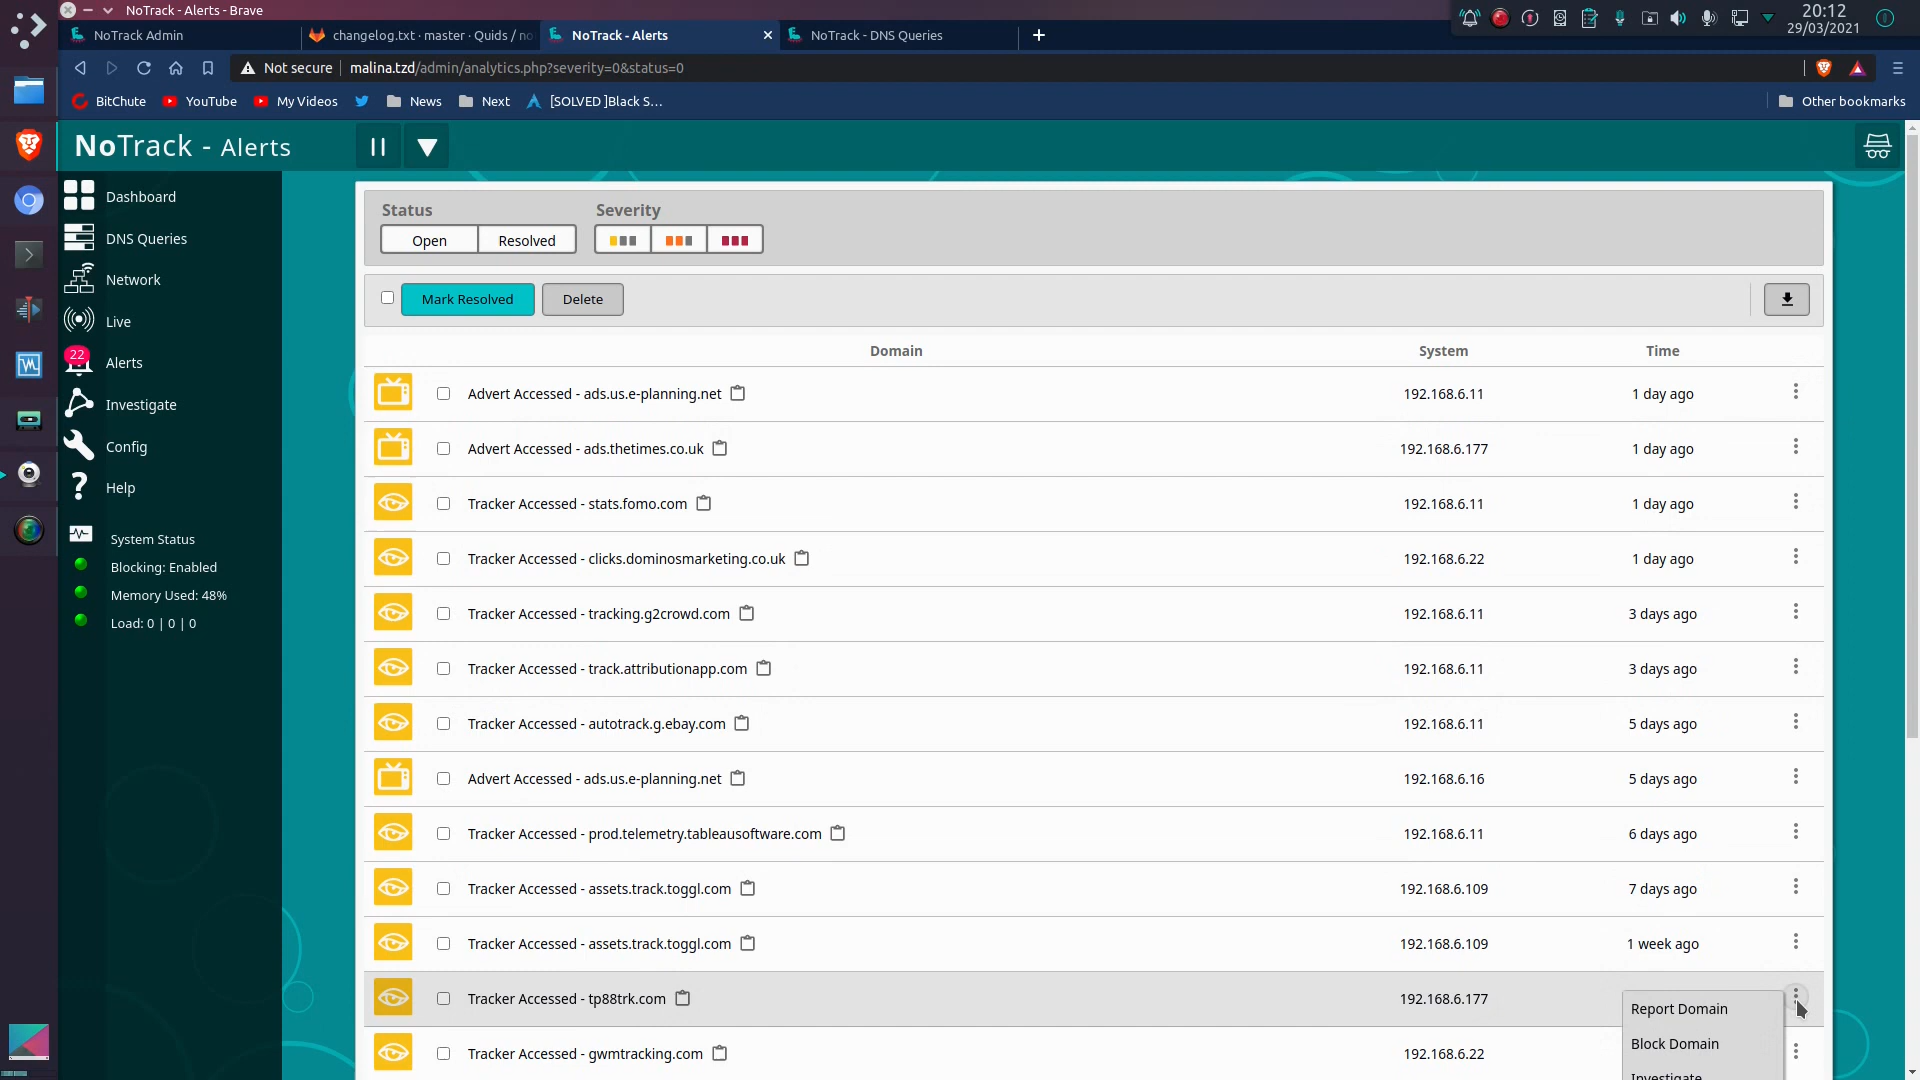 NoTrack - Alerts - Brave
20:12
29/03/2021
NoTrack Admin
changelog.txt · master · Quids / no
NoTrack - Alerts
NoTrack - DNS Queries
Not secure
malina.tzd/admin/analytics.php?severity=0&status=0
BitChute
YouTube
My Videos
News
Next
[SOLVED ]Black S...
Other bookmarks
NoTrack - Alerts
Dashboard
DNS Queries
Network
Live
22
Alerts
Investigate
Config
Help
System Status
Blocking: Enabled
Memory Used: 48%
Load: 0 | 0 | 0
Status
Severity
Open
Resolved
Mark Resolved
Delete
Domain
System
Time
Advert Accessed - ads.us.e-planning.net
192.168.6.11
1 day ago
Advert Accessed - ads.thetimes.co.uk
192.168.6.177
1 day ago
Tracker Accessed - stats.fomo.com
192.168.6.11
1 day ago
Tracker Accessed - clicks.dominosmarketing.co.uk
192.168.6.22
1 day ago
Tracker Accessed - tracking.g2crowd.com
192.168.6.11
3 days ago
Tracker Accessed - track.attributionapp.com
192.168.6.11
3 days ago
Tracker Accessed - autotrack.g.ebay.com
192.168.6.11
5 days ago
Advert Accessed - ads.us.e-planning.net
192.168.6.16
5 days ago
Tracker Accessed - prod.telemetry.tableausoftware.com
192.168.6.11
6 days ago
Tracker Accessed - assets.track.toggl.com
192.168.6.109
7 days ago
Tracker Accessed - assets.track.toggl.com
192.168.6.109
1 week ago
Tracker Accessed - tp88trk.com
192.168.6.177
Report Domain
Block Domain
Investigate
Tracker Accessed - gwmtracking.com
192.168.6.22